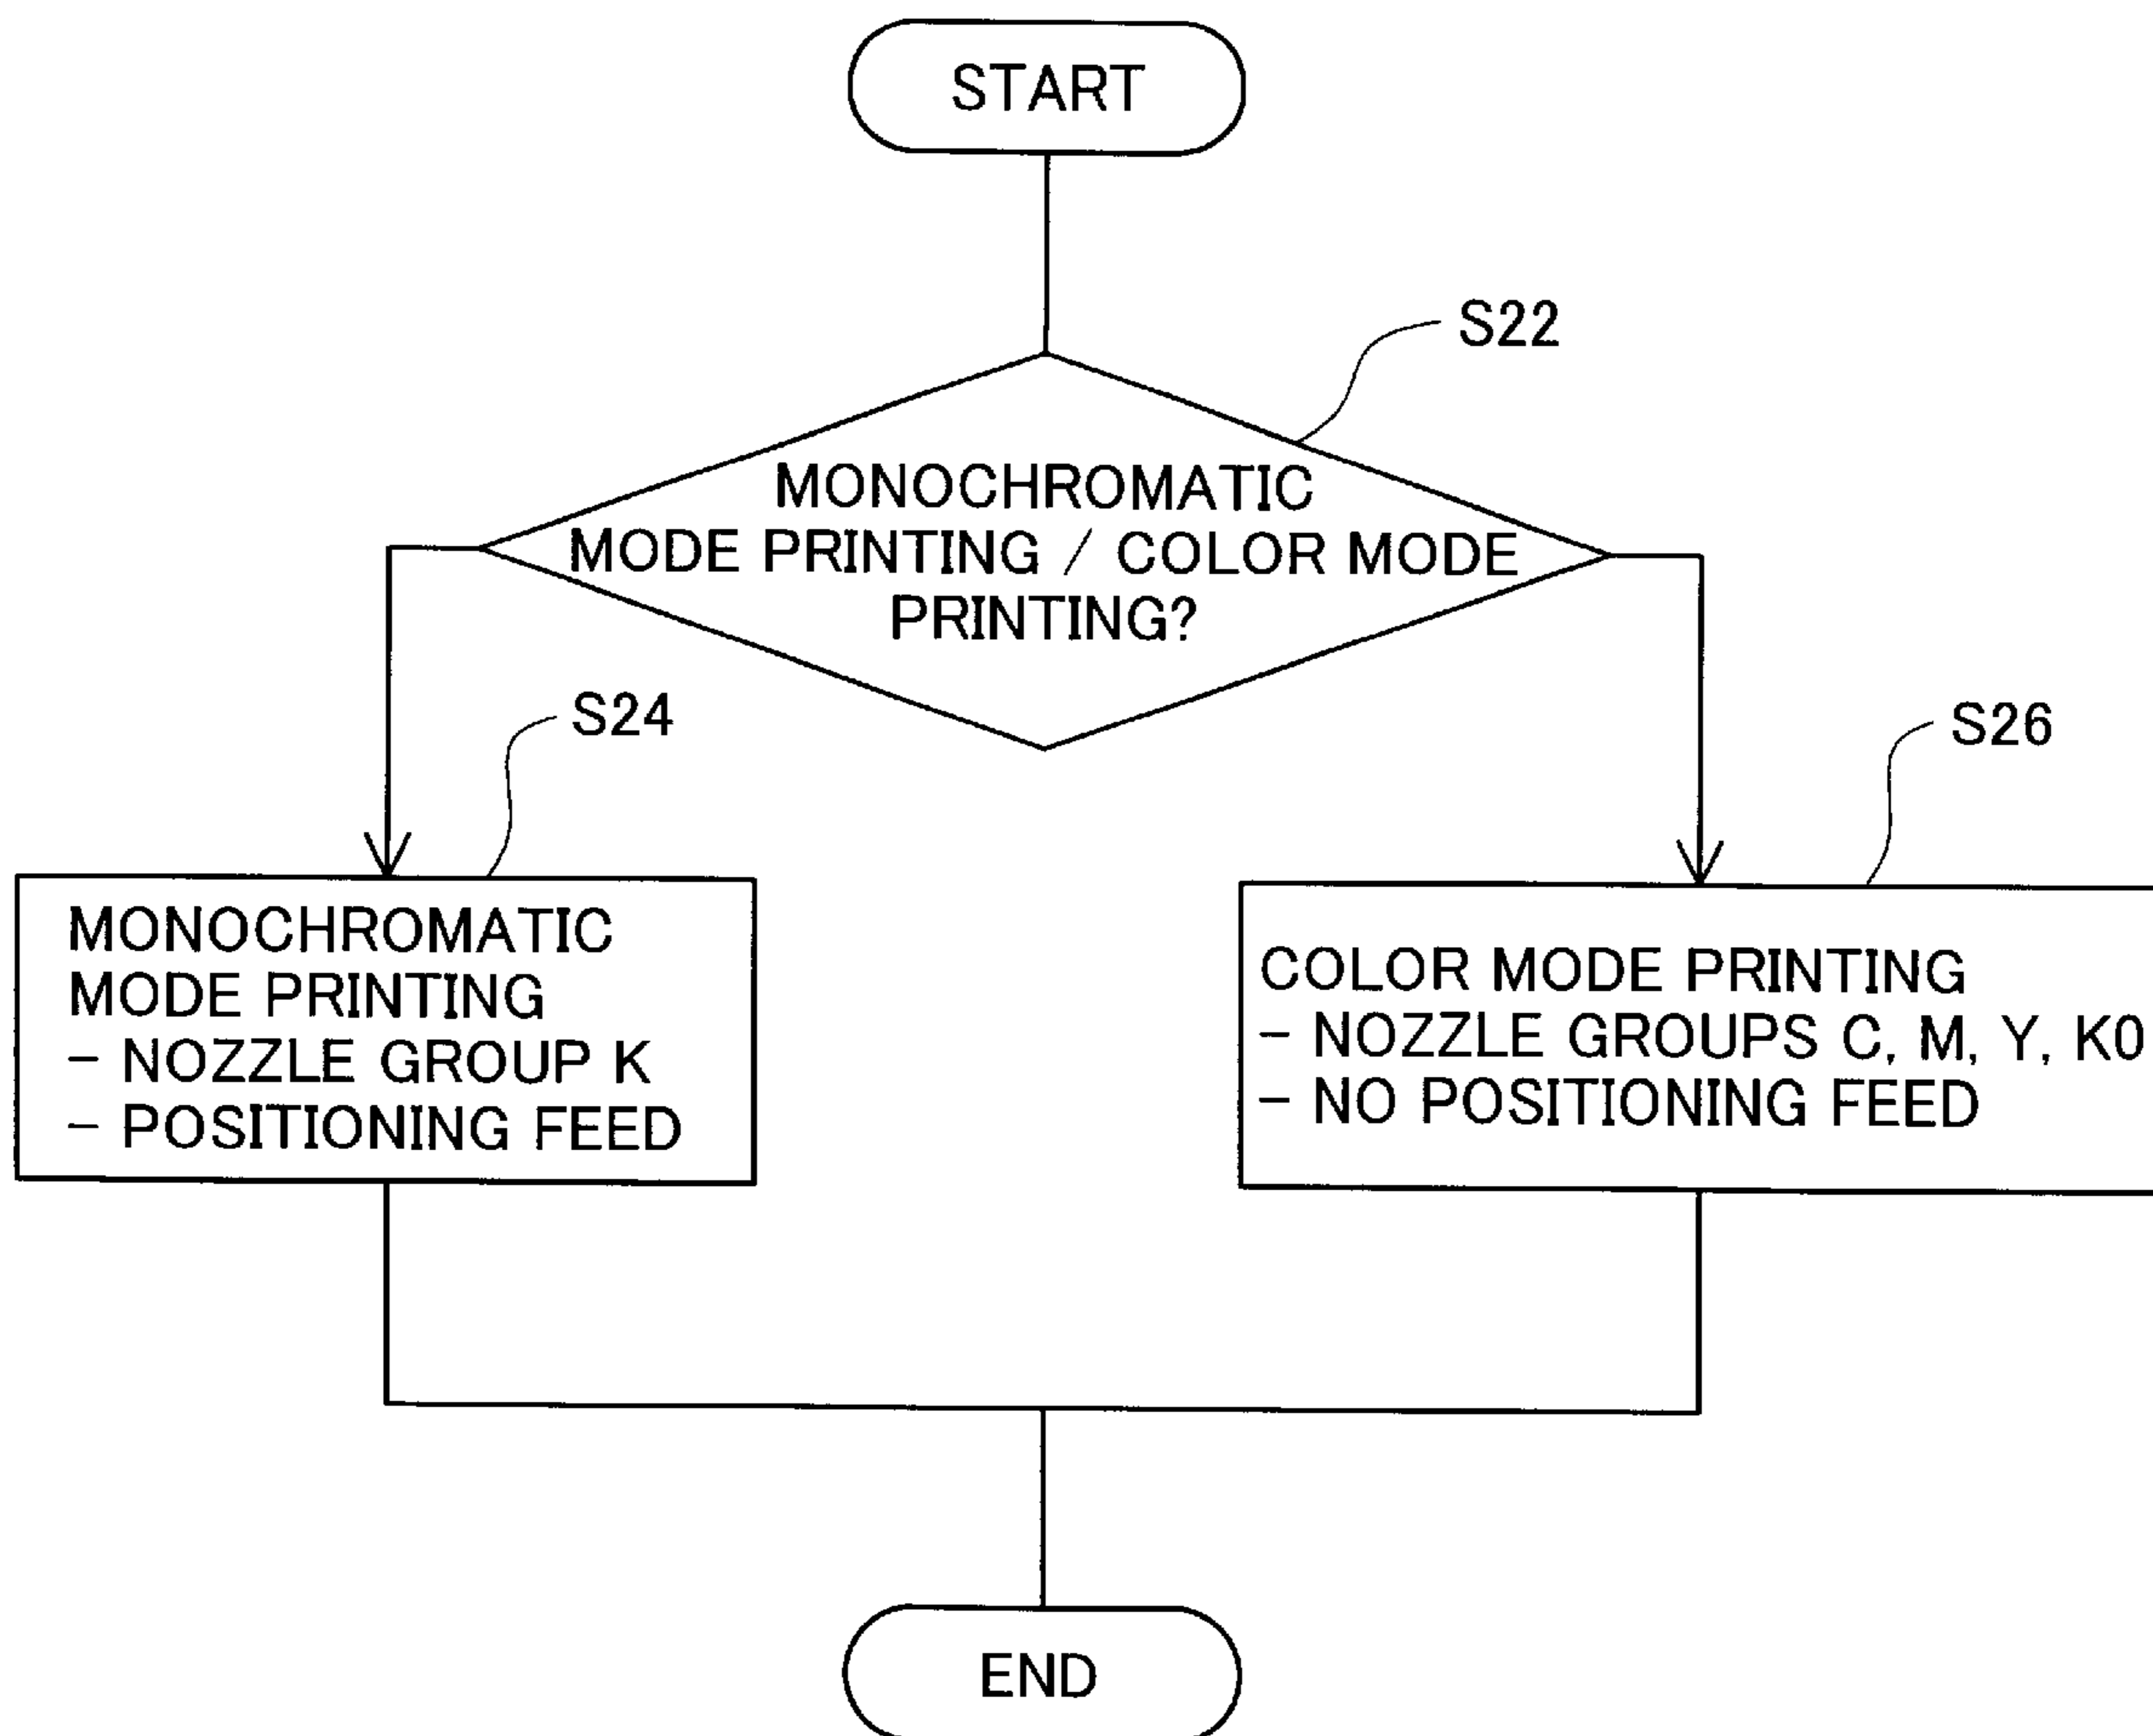 START
S22
MONOCHROMATIC
MODE PRINTING / COLOR MODE
PRINTING?
S24
S26
MONOCHROMATIC
MODE PRINTING
– NOZZLE GROUP K
– POSITIONING FEED
COLOR MODE PRINTING
– NOZZLE GROUPS C, M, Y, K0
– NO POSITIONING FEED
END